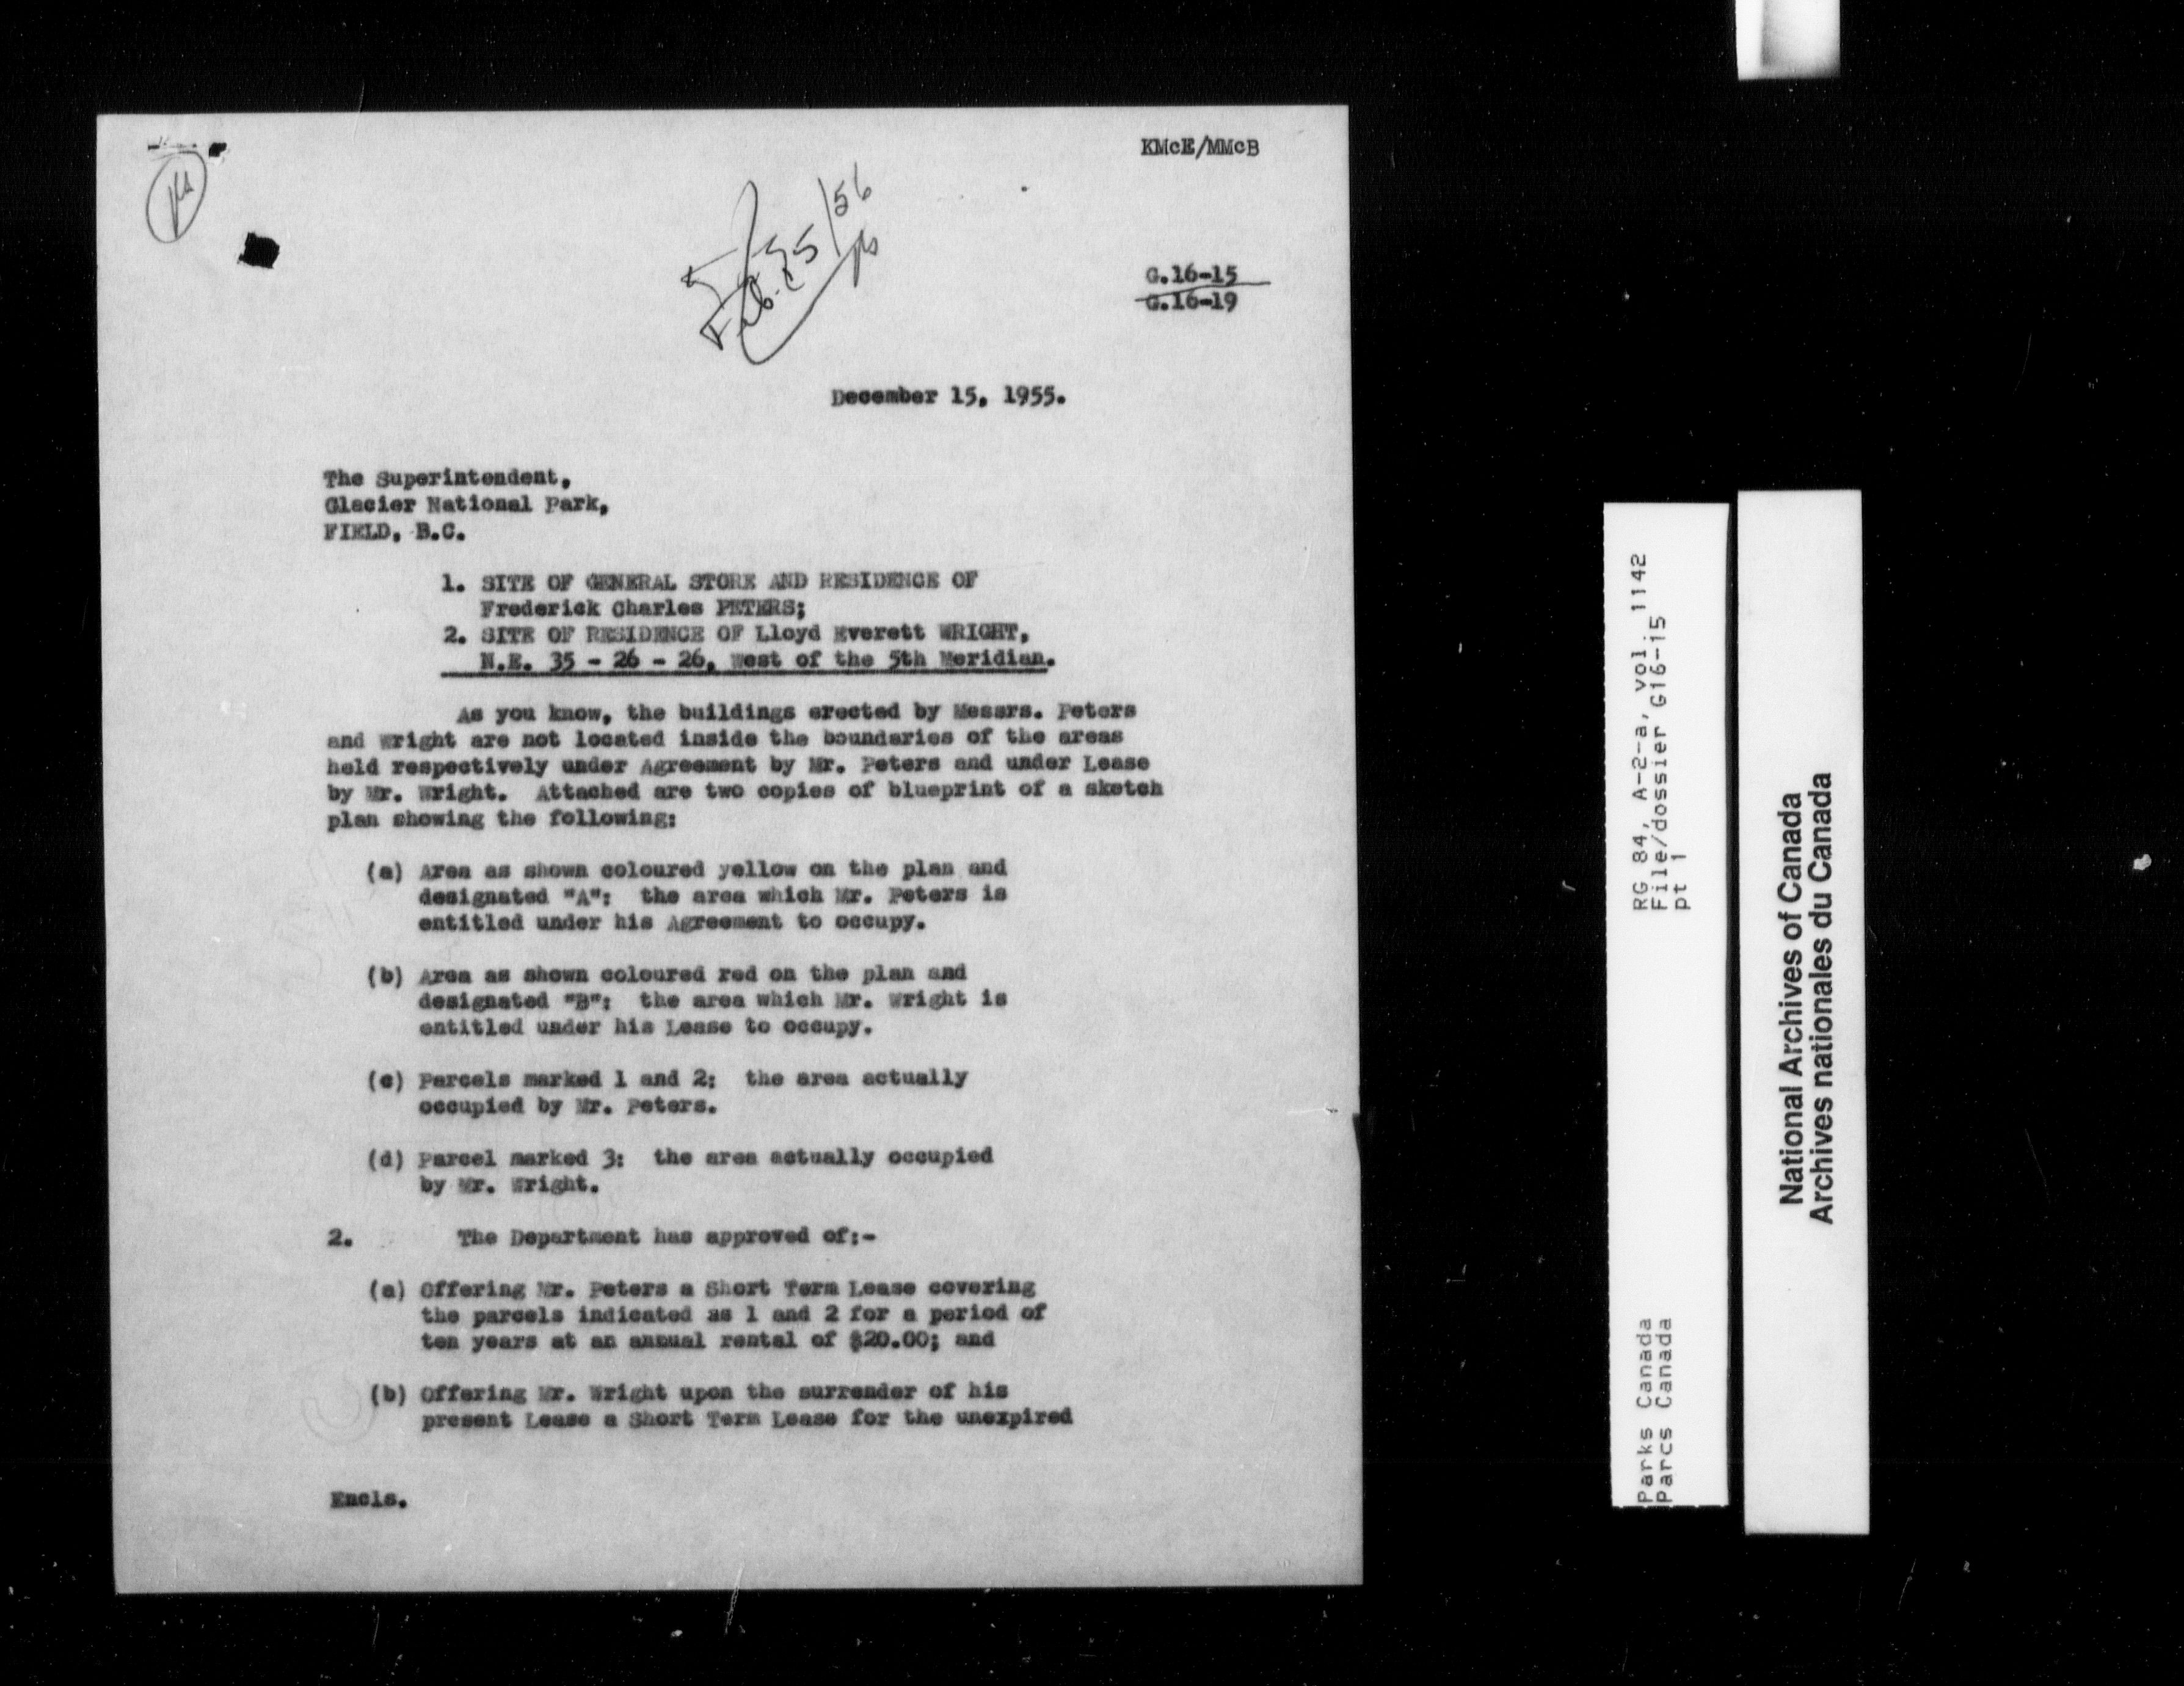 KMcE/MMcB
Feb. 15/56
G.16-15
G.16-19
December 15, 1955.
The Superintendent,
Glacier National Park,
FIELD, B.C.
1. SITE OF GENERAL STORE AND RESIDENCE OF
Frederick Charles PETERS;
2. SITE OF RESIDENCE OF Lloyd Everett WRIGHT,
N.E. 35 - 26 - 26, West of the 5th Meridian.
As you know, the buildings erected by Messrs. Peters
and Wright are not located inside the boundaries of the areas
held respectively under Agreement by Mr. Peters and under Lease
by Mr. Wright. Attached are two copies of blueprint of a sketch
plan showing the following:
(a) Area as shown coloured yellow on the plan and
designated "A": the area which Mr. Peters is
entitled under his Agreement to occupy.
(b) Area as shown coloured red on the plan and
designated "B": the area which Mr. Wright is
entitled under his Lease to occupy.
(c) Parcels marked 1 and 2: the area actually
occupied by Mr. Peters.
(d) Parcel marked 3: the area actually occupied
by Mr. Wright.
2. The Department has approved of:-
(a) Offering Mr. Peters a Short Term Lease covering
the parcels indicated as 1 and 2 for a period of
ten years at an annual rental of $20.00; and
(b) Offering Mr. Wright upon the surrender of his
present Lease a Short Term Lease for the unexpired
Encls.
RG 84, A-2-a, vol. 1142
File/dossier G16-15
pt 1
Parks Canada
Parcs Canada
National Archives of Canada
Archives nationales du Canada